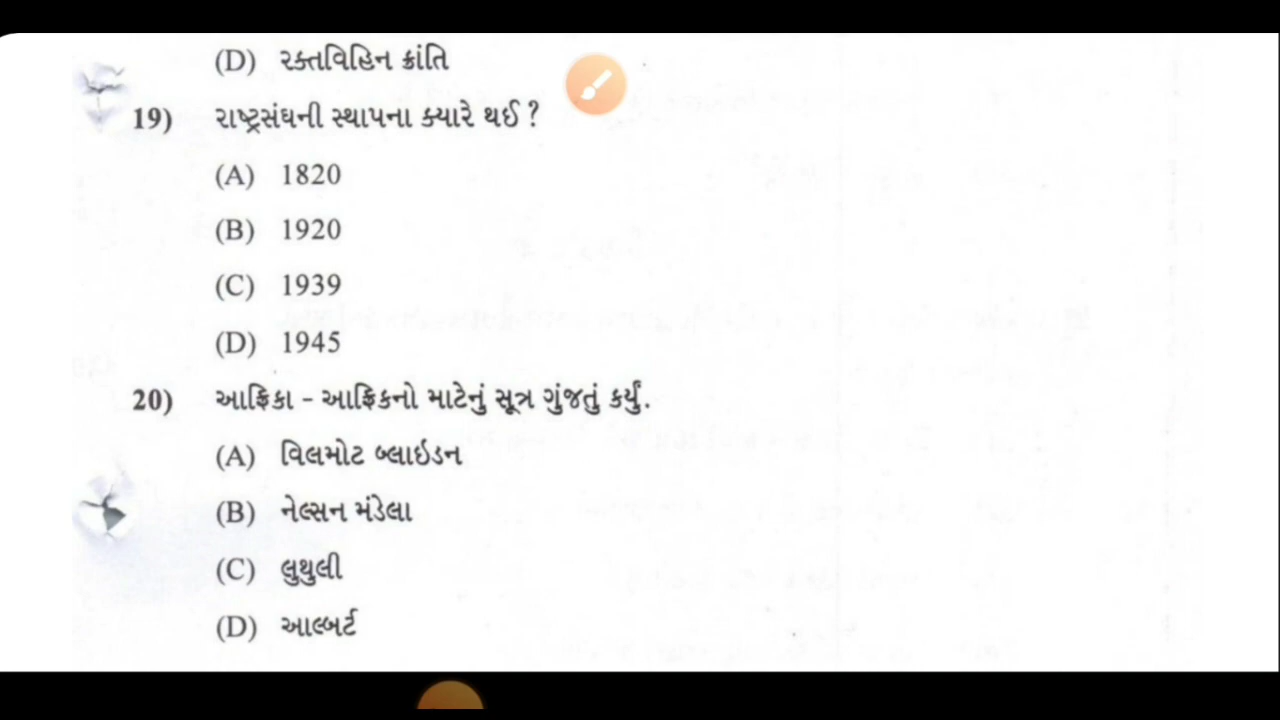 (D) રક્તવિહિન ક્રાંતિ
19) રાષ્ટ્રસંઘની સ્થાપના ક્યારે થઈ ?
(A) 1820
(B) 1920
(C) 1939
(D) 1945
20) આફ્રિકા - આફ્રિકનો માટેનું સૂત્ર ગુંજતું કર્યું.
(A) વિલમોટ બ્લાઇડન
(B) નેલ્સન મંડેલા
(C) લુથુલી
(D) આલ્બર્ટ